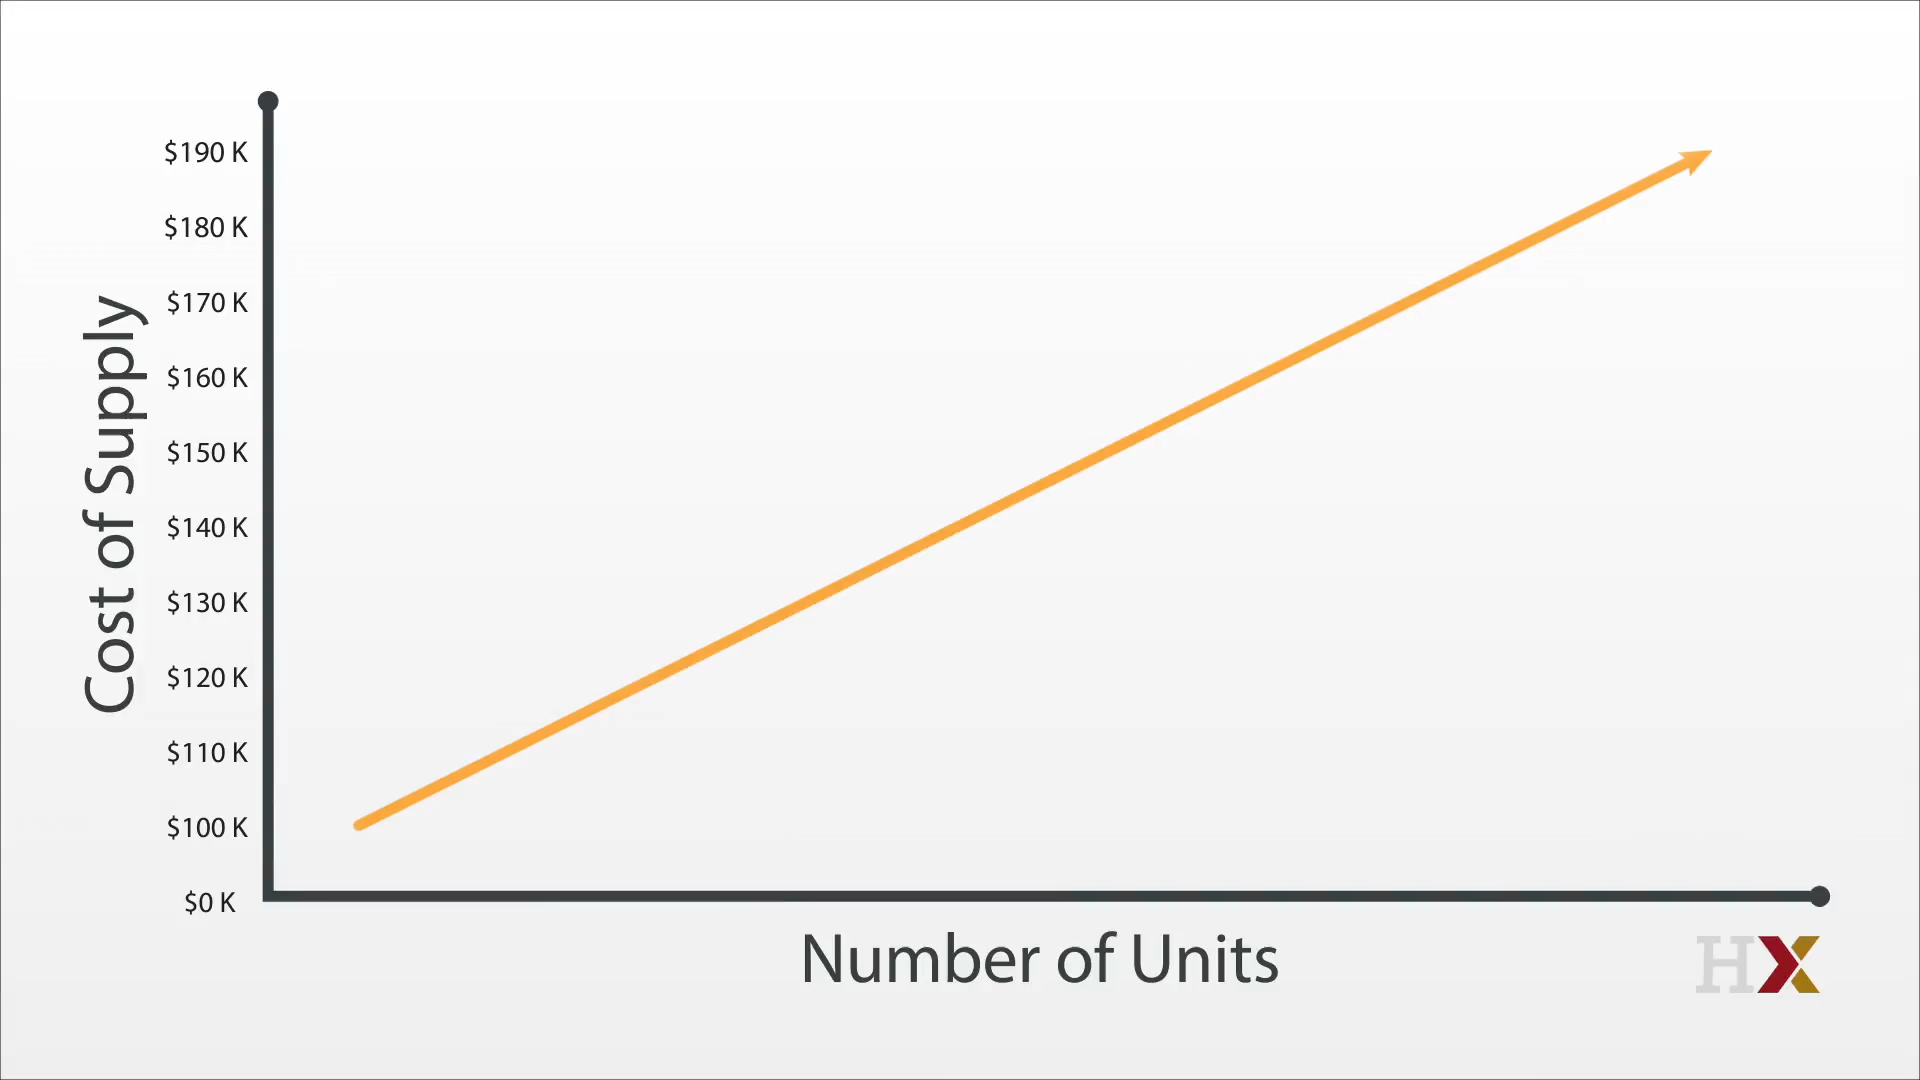 $190 K
$180 K
$170 K
$160 K
$150 K
$140 K
$130 K
$120 K
$110 K
$100 K
$0 K
Cost of Supply
Number of Units
HX